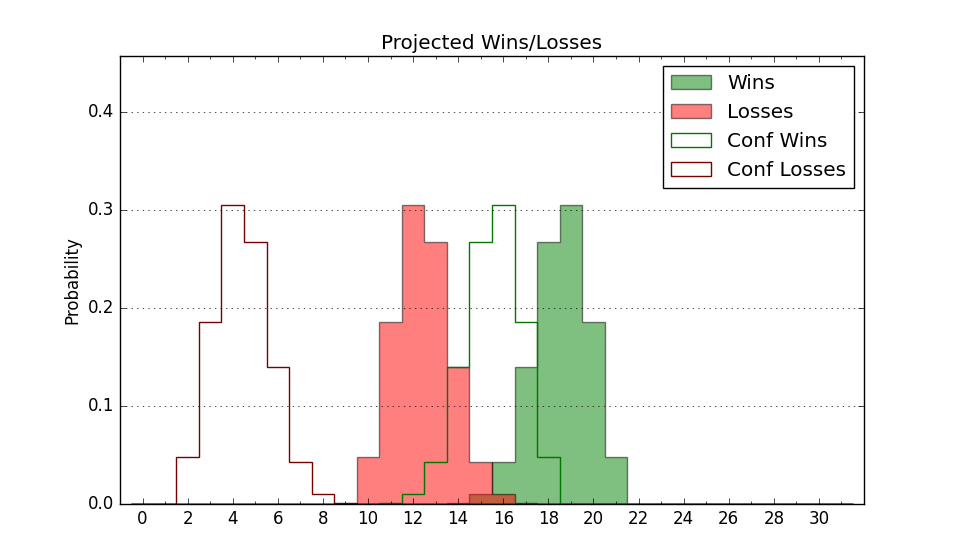 Projected Wins/Losses
Wins
Losses
Conf Wins
Conf Losses
Probability
0.4
0.3
0.2
0.1
0.0
0 2 4 6 8 10 12 14 16 18 20 22 24 26 28 30